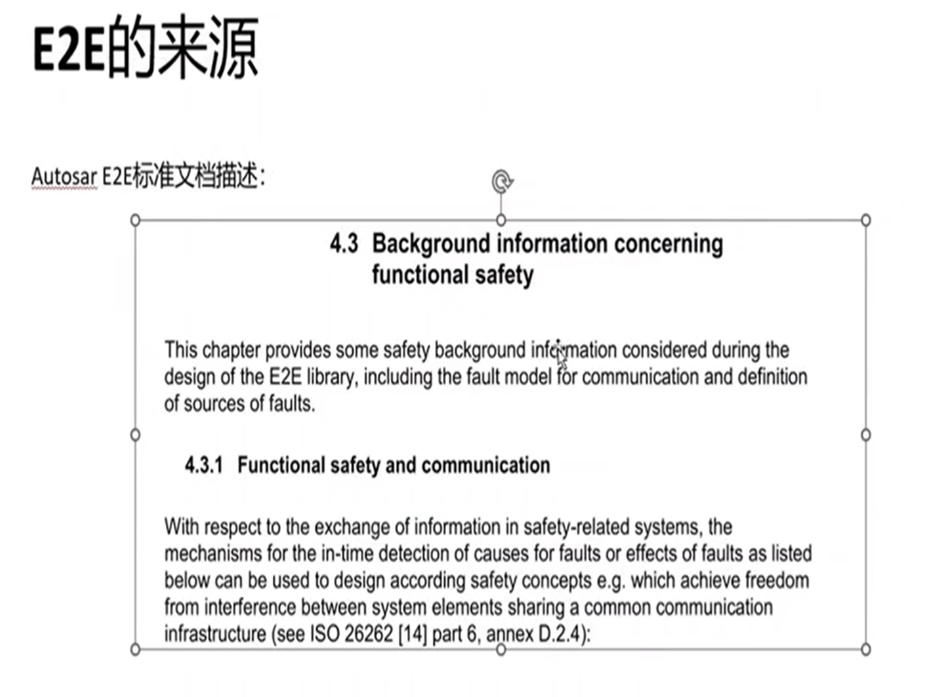 E2E的来源
Autosar E2E标准文档描述：
4.3 Background information concerning
functional safety
This chapter provides some safety background information considered during the
design of the E2E library, including the fault model for communication and definition
of sources of faults.
4.3.1 Functional safety and communication
With respect to the exchange of information in safety-related systems, the
mechanisms for the in-time detection of causes for faults or effects of faults as listed
below can be used to design according safety concepts e.g. which achieve freedom
from interference between system elements sharing a common communication
infrastructure (see ISO 26262 [14] part 6, annex D.2.4):